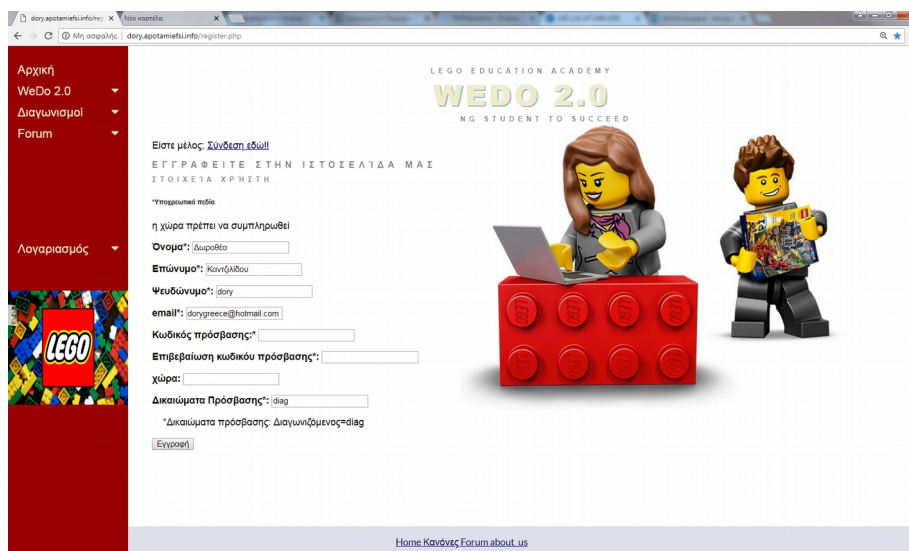 dory.apotamiefsi.info/re
Νέα καρτέλα
Μη ασφαλής
dory.apotamiefsi.info/register.php
Αρχική
WeDo 2.0
Διαγωνισμοί
Forum
Λογαριασμός
LEGO
LEGO EDUCATION ACADEMY
WEDO 2.0
NG STUDENT TO SUCCEED
Είστε μέλος; Σύνδεση εδώ!!
ΕΓΓΡΑΦΕΙΤΕ ΣΤΗΝ ΙΣΤΟΣΕΛΊΔΑ ΜΑΣ
ΣΤΟΙΧΕΊΑ ΧΡΉΣΤΗ
*Υποχρεωτικά πεδία
η χώρα πρέπει να συμπληρωθεί
Όνομα*: Δωροθέα
Επώνυμο*: Καντζιλίδου
Ψευδώνυμο*: dory
email*: dorygreece@hotmail.com
Κωδικός πρόσβασης:*
Επιβεβαίωση κωδικού πρόσβασης*:
χώρα:
Δικαιώματα Πρόσβασης*: diag
*Δικαιώματα πρόσβασης: Διαγωνιζόμενος=diag
Εγγραφή
Home Κανόνες Forum about us